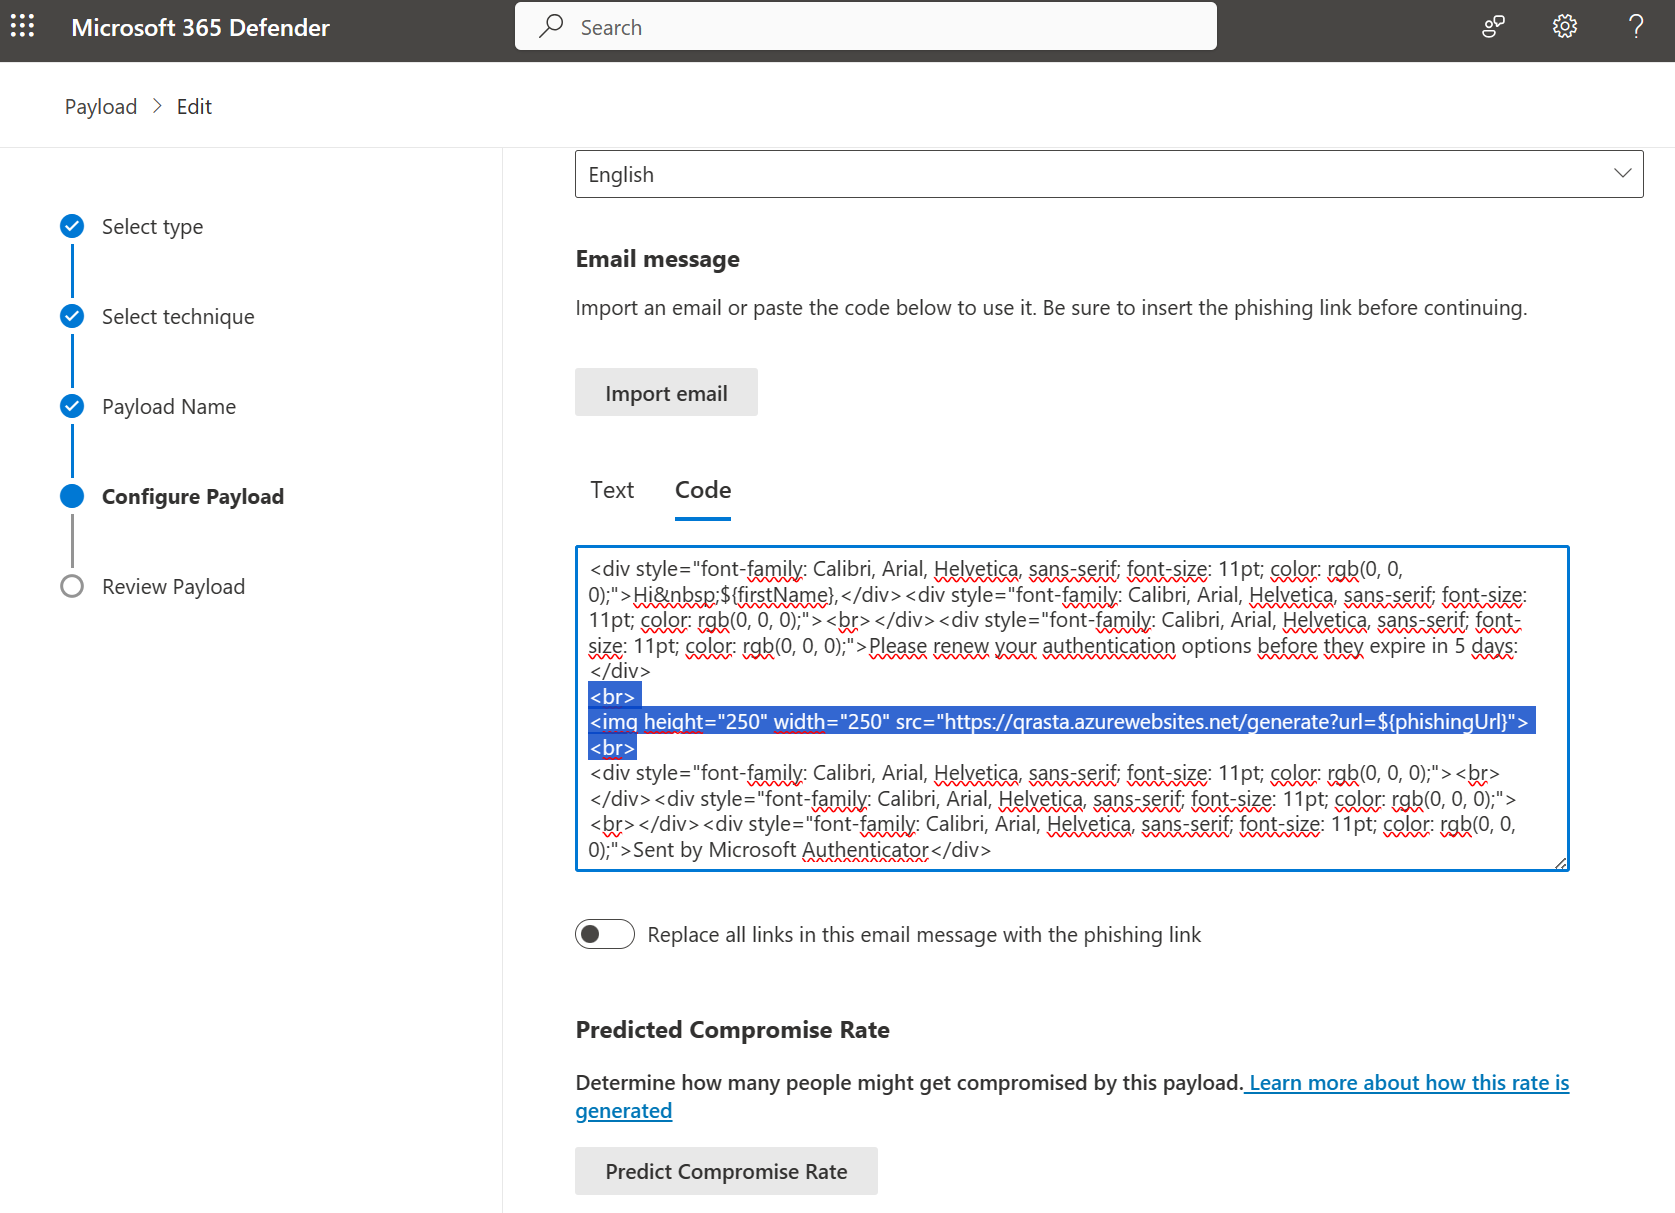 Microsoft 365 Defender
Search
Payload > Edit
Select type
Select technique
Payload Name
Configure Payload
Review Payload
English
Email message
Import an email or paste the code below to use it. Be sure to insert the phishing link before continuing.
Import email
Text Code
<div style="font-family: Calibri, Arial, Helvetica, sans-serif; font-size: 11pt; color: rgb(0, 0,
0);">Hi&nbsp;${firstName},</div><div style="font-family: Calibri, Arial, Helvetica, sans-serif; font-size:
11pt; color: rgb(0, 0, 0);"><br></div><div style="font-family: Calibri, Arial, Helvetica, sans-serif; font-
size: 11pt; color: rgb(0, 0, 0);">Please renew your authentication options before they expire in 5 days:
</div>
<br>
<img height="250" width="250" src="https://qrasta.azurewebsites.net/generate?url=${phishingUrl}">
<br>
<div style="font-family: Calibri, Arial, Helvetica, sans-serif; font-size: 11pt; color: rgb(0, 0, 0);"><br>
</div><div style="font-family: Calibri, Arial, Helvetica, sans-serif; font-size: 11pt; color: rgb(0, 0, 0);">
<br></div><div style="font-family: Calibri, Arial, Helvetica, sans-serif; font-size: 11pt; color: rgb(0, 0,
0);">Sent by Microsoft Authenticator</div>
Replace all links in this email message with the phishing link
Predicted Compromise Rate
Determine how many people might get compromised by this payload. Learn more about how this rate is
generated
Predict Compromise Rate